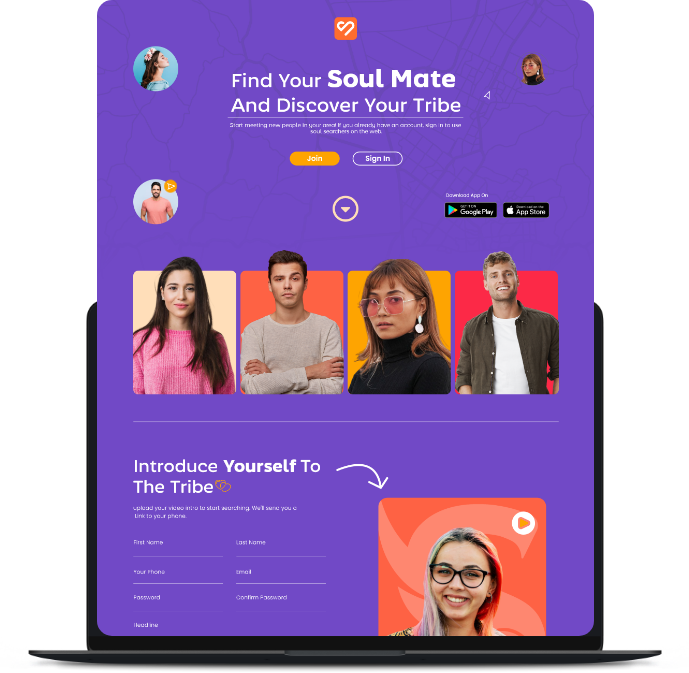 Find Your Soul Mate
And Discover Your Tribe
Start meeting new people in your area! If you already have an account, sign in to use
soul searchers on the web.
Join
Sign In
Download App On
GET IT ON
Google Play
Download on the
App Store
Introduce Yourself To
The Tribe
Upload your video intro to start searching. We'll send you a
Link to your phone.
First Name
Last Name
Your Phone
Email
Password
Confirm Password
Headline